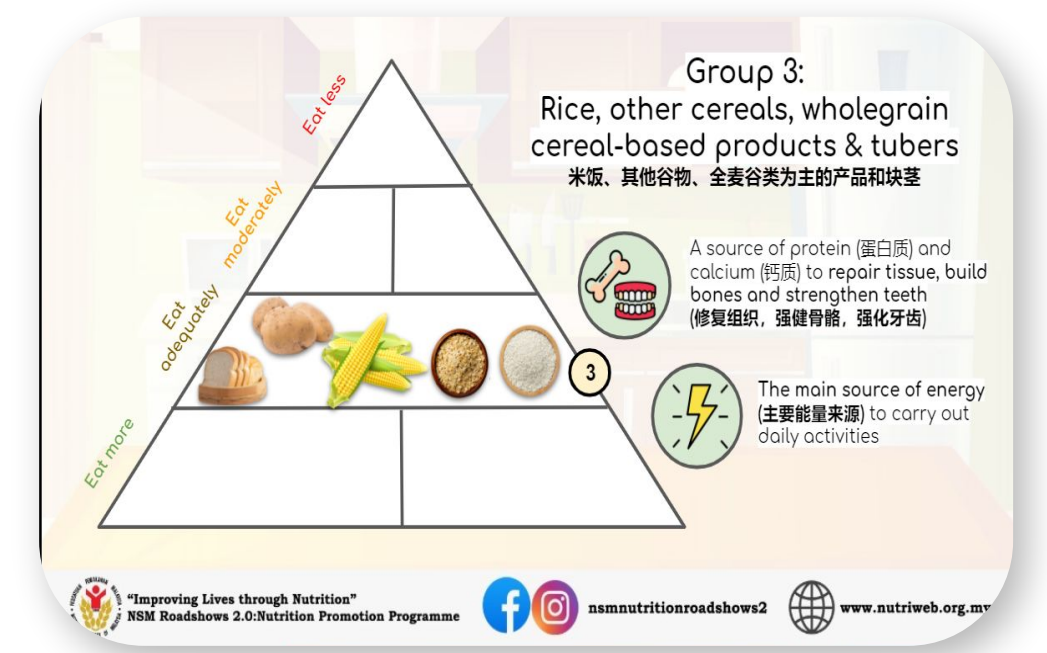 Group 3:
Rice, other cereals, wholegrain
cereal-based products & tubers
米饭、其他谷物、全麦谷类为主的产品和块茎
Eat less
Eat
moderately
Eat
adequately
Eat more
A source of protein (蛋白质) and
calcium (钙质) to repair tissue, build
bones and strengthen teeth
(修复组织，强健骨骼，强化牙齿)
3
The main source of energy
(主要能量来源) to carry out
daily activities
“Improving Lives through Nutrition”
NSM Roadshows 2.0:Nutrition Promotion Programme
nsmnutritionroadshows2
www.nutriweb.org.my